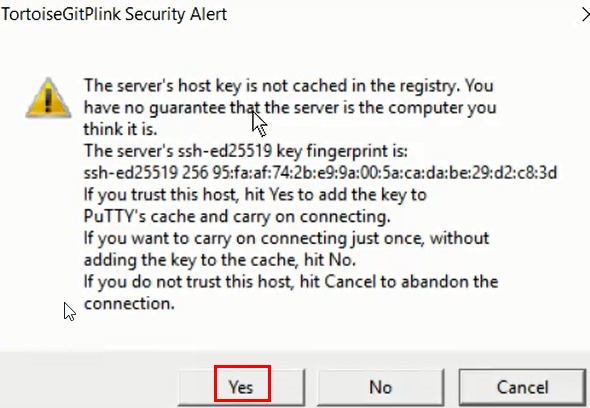 TortoiseGitPlink Security Alert
The server's host key is not cached in the registry. You
have no guarantee that the server is the computer you
think it is.
The server's ssh-ed25519 key fingerprint is:
ssh-ed25519 256 95:fa:af:74:2b:e9:9a:00:5a:ca:da:be:29:d2:c8:3d
If you trust this host, hit Yes to add the key to
PuTTY's cache and carry on connecting.
If you want to carry on connecting just once, without
adding the key to the cache, hit No.
If you do not trust this host, hit Cancel to abandon the
connection.
Yes No Cancel